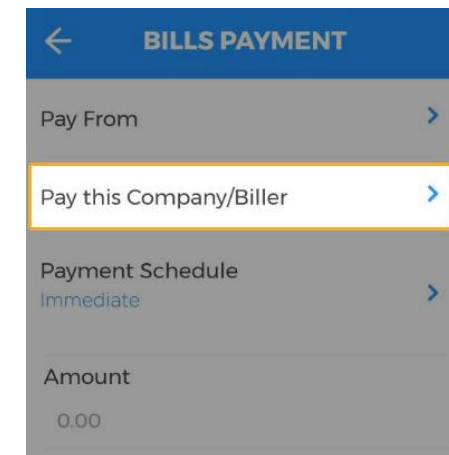 BILLS PAYMENT
Pay From
Pay this Company/Biller
Payment Schedule
Immediate
Amount
0.00